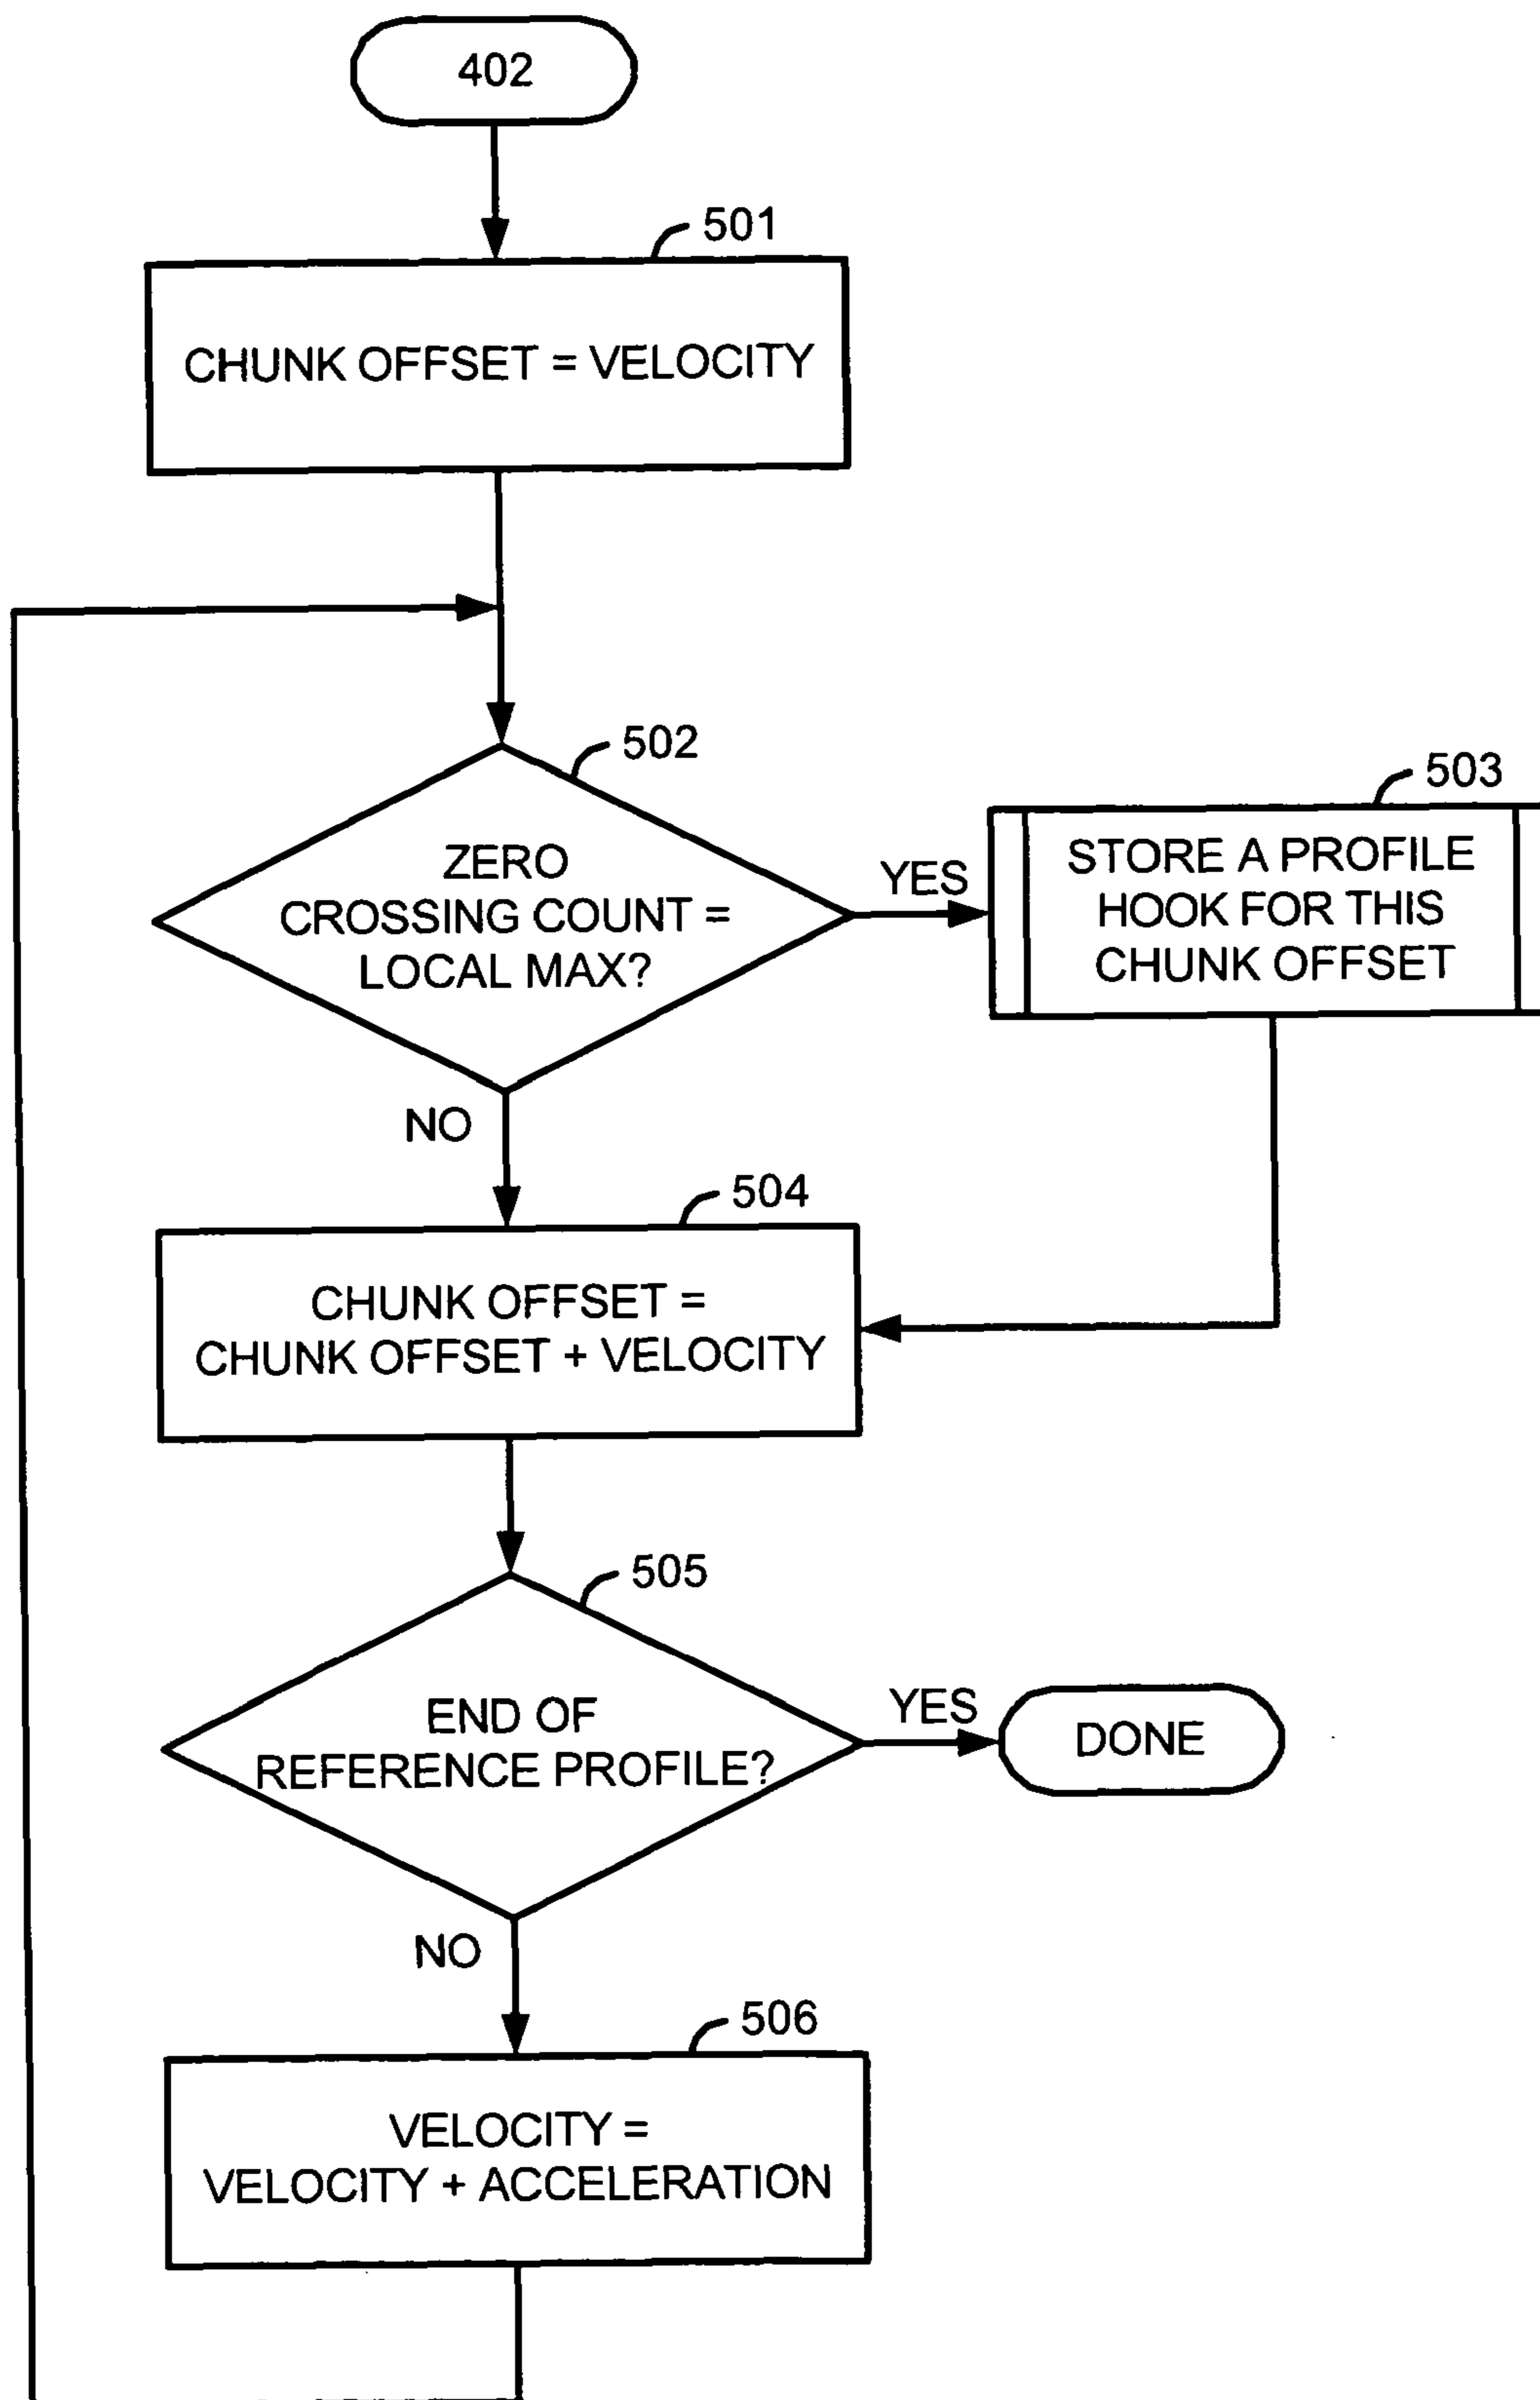 402
501
CHUNK OFFSET = VELOCITY
502
ZERO
CROSSING COUNT =
LOCAL MAX?
YES
503
STORE A PROFILE
HOOK FOR THIS
CHUNK OFFSET
NO
504
CHUNK OFFSET =
CHUNK OFFSET + VELOCITY
505
END OF
REFERENCE PROFILE?
YES
DONE
NO
506
VELOCITY =
VELOCITY + ACCELERATION